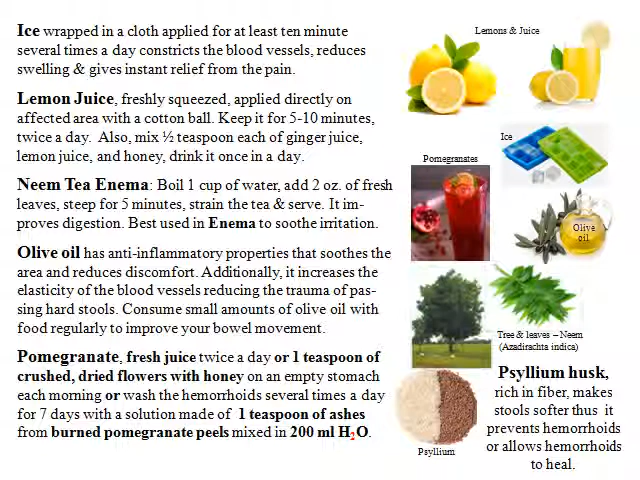 Ice wrapped in a cloth applied for at least ten minute
several times a day constricts the blood vessels, reduces
swelling & gives instant relief from the pain.
Lemon Juice, freshly squeezed, applied directly on
affected area with a cotton ball. Keep it for 5-10 minutes,
twice a day. Also, mix ½ teaspoon each of ginger juice,
lemon juice, and honey, drink it once in a day.
Neem Tea Enema: Boil 1 cup of water, add 2 oz. of fresh
leaves, steep for 5 minutes, strain the tea & serve. It im-
proves digestion. Best used in Enema to soothe irritation.
Olive oil has anti-inflammatory properties that soothes the
area and reduces discomfort. Additionally, it increases the
elasticity of the blood vessels reducing the trauma of pas-
sing hard stools. Consume small amounts of olive oil with
food regularly to improve your bowel movement.
Pomegranate, fresh juice twice a day or 1 teaspoon of
crushed, dried flowers with honey on an empty stomach
each morning or wash the hemorrhoids several times a day
for 7 days with a solution made of 1 teaspoon of ashes
from burned pomegranate peels mixed in 200 ml H₂O.
Lemons & Juice
Ice
Pomegranates
Olive
oil
Tree & leaves – Neem
(Azadirachta indica)
Psyllium husk,
rich in fiber, makes
stools softer thus it
prevents hemorrhoids
or allows hemorrhoids
to heal.
Psyllium